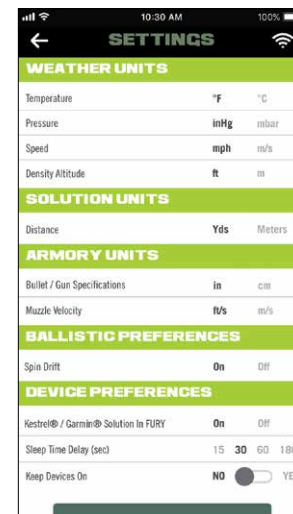 10:30 AM 100%
SETTINGS
WEATHER UNITS
Temperature °F °C
Pressure inHg mbar
Speed mph m/s
Density Altitude ft m
SOLUTION UNITS
Distance Yds Meters
ARMORY UNITS
Bullet / Gun Specifications in cm
Muzzle Velocity ft/s m/s
BALLISTIC PREFERENCES
Spin Drift On Off
DEVICE PREFERENCES
Kestrel® / Garmin® Solution In FURY On Off
Sleep Time Delay (sec) 15 30 60 180
Keep Devices On NO YE